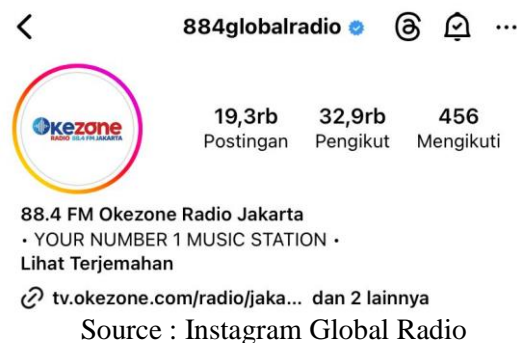 884globalradio
Okezone
RADIO 88.4 FM JAKARTA
19,3rb 32,9rb 456
Postingan Pengikut Mengikuti
88.4 FM Okezone Radio Jakarta
• YOUR NUMBER 1 MUSIC STATION •
Lihat Terjemahan
tv.okezone.com/radio/jaka... dan 2 lainnya
Source : Instagram Global Radio